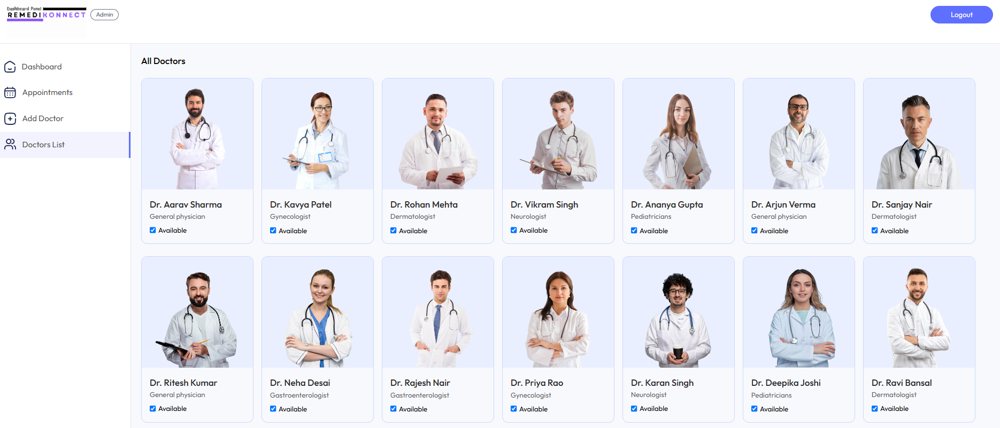 Dashboard Panel
REMEDIKONNECT
Admin
Logout
Dashboard
Appointments
Add Doctor
Doctors List
All Doctors
Dr. Aarav Sharma
General physician
Available
Dr. Kavya Patel
Gynecologist
Available
Dr. Rohan Mehta
Dermatologist
Available
Dr. Vikram Singh
Neurologist
Available
Dr. Ananya Gupta
Pediatricians
Available
Dr. Arjun Verma
General physician
Available
Dr. Sanjay Nair
Dermatologist
Available
Dr. Ritesh Kumar
General physician
Available
Dr. Neha Desai
Gastroenterologist
Available
Dr. Rajesh Nair
Gastroenterologist
Available
Dr. Priya Rao
Gynecologist
Available
Dr. Karan Singh
Neurologist
Available
Dr. Deepika Joshi
Pediatricians
Available
Dr. Ravi Bansal
Dermatologist
Available